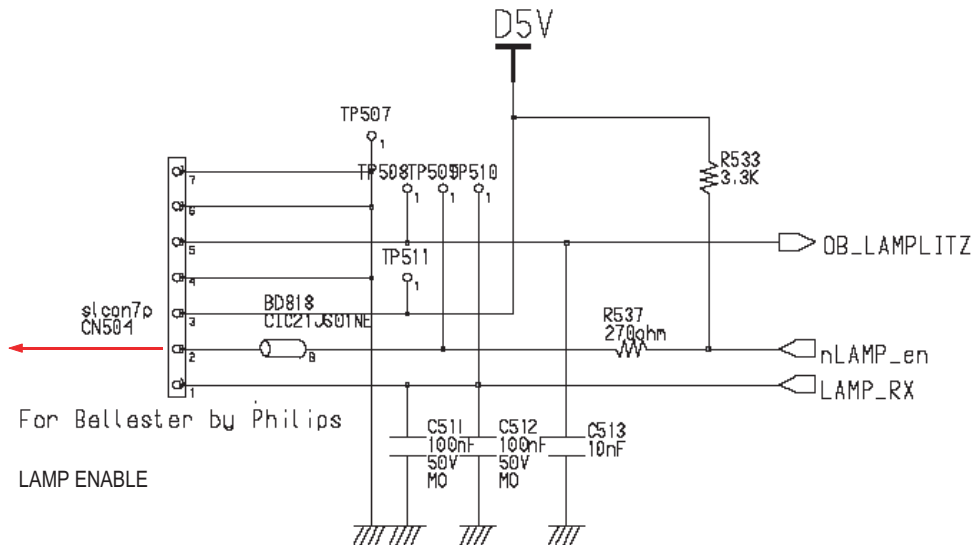 D5V
TP507
1
TP508 TP509 TP510
1 1 1
R533
3.3K
7
6
5
4
3
2
1
OB_LAMPLITZ
TP511
1
slcon7p
CN504
BD818
CIC21J601NE
B
R537
270ohm
nLAMP_en
LAMP_RX
For Ballaster by Philips
C511
100nF
50V
MO
C512
100nF
50V
MO
C513
10nF
LAMP ENABLE